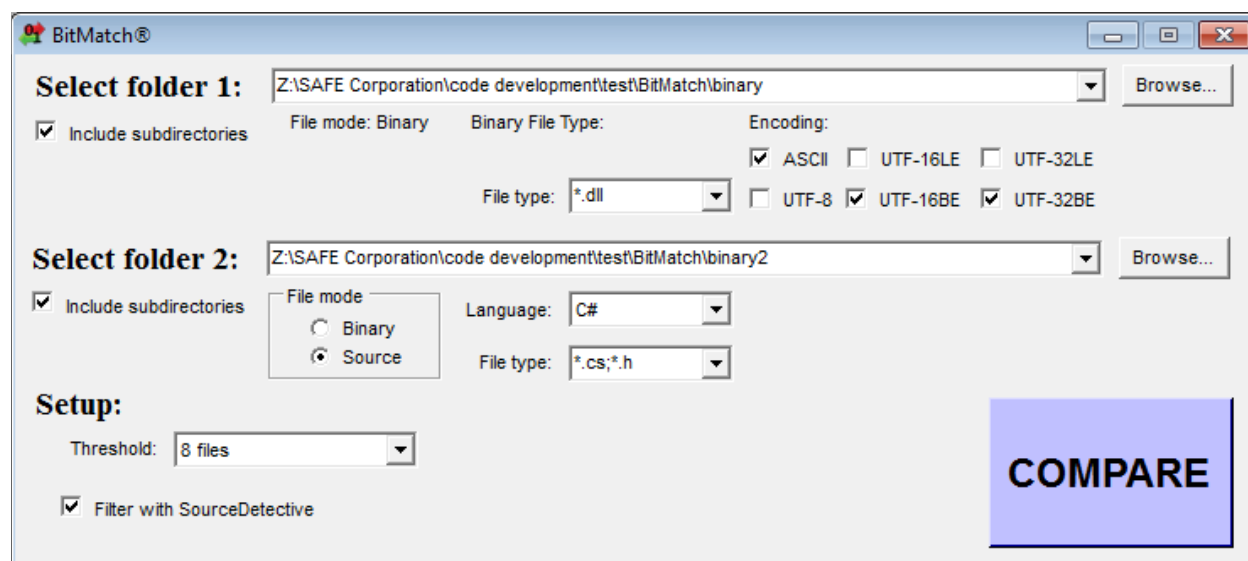 BitMatch®
Select folder 1: Z:\SAFE Corporation\code development\test\BitMatch\binary Browse...
Include subdirectories File mode: Binary Binary File Type: Encoding:
ASCII UTF-16LE UTF-32LE
File type: *.dll UTF-8 UTF-16BE UTF-32BE
Select folder 2: Z:\SAFE Corporation\code development\test\BitMatch\binary2 Browse...
Include subdirectories File mode Language: C#
Binary
Source File type: *.cs;*.h
Setup:
Threshold: 8 files
COMPARE
Filter with SourceDetective